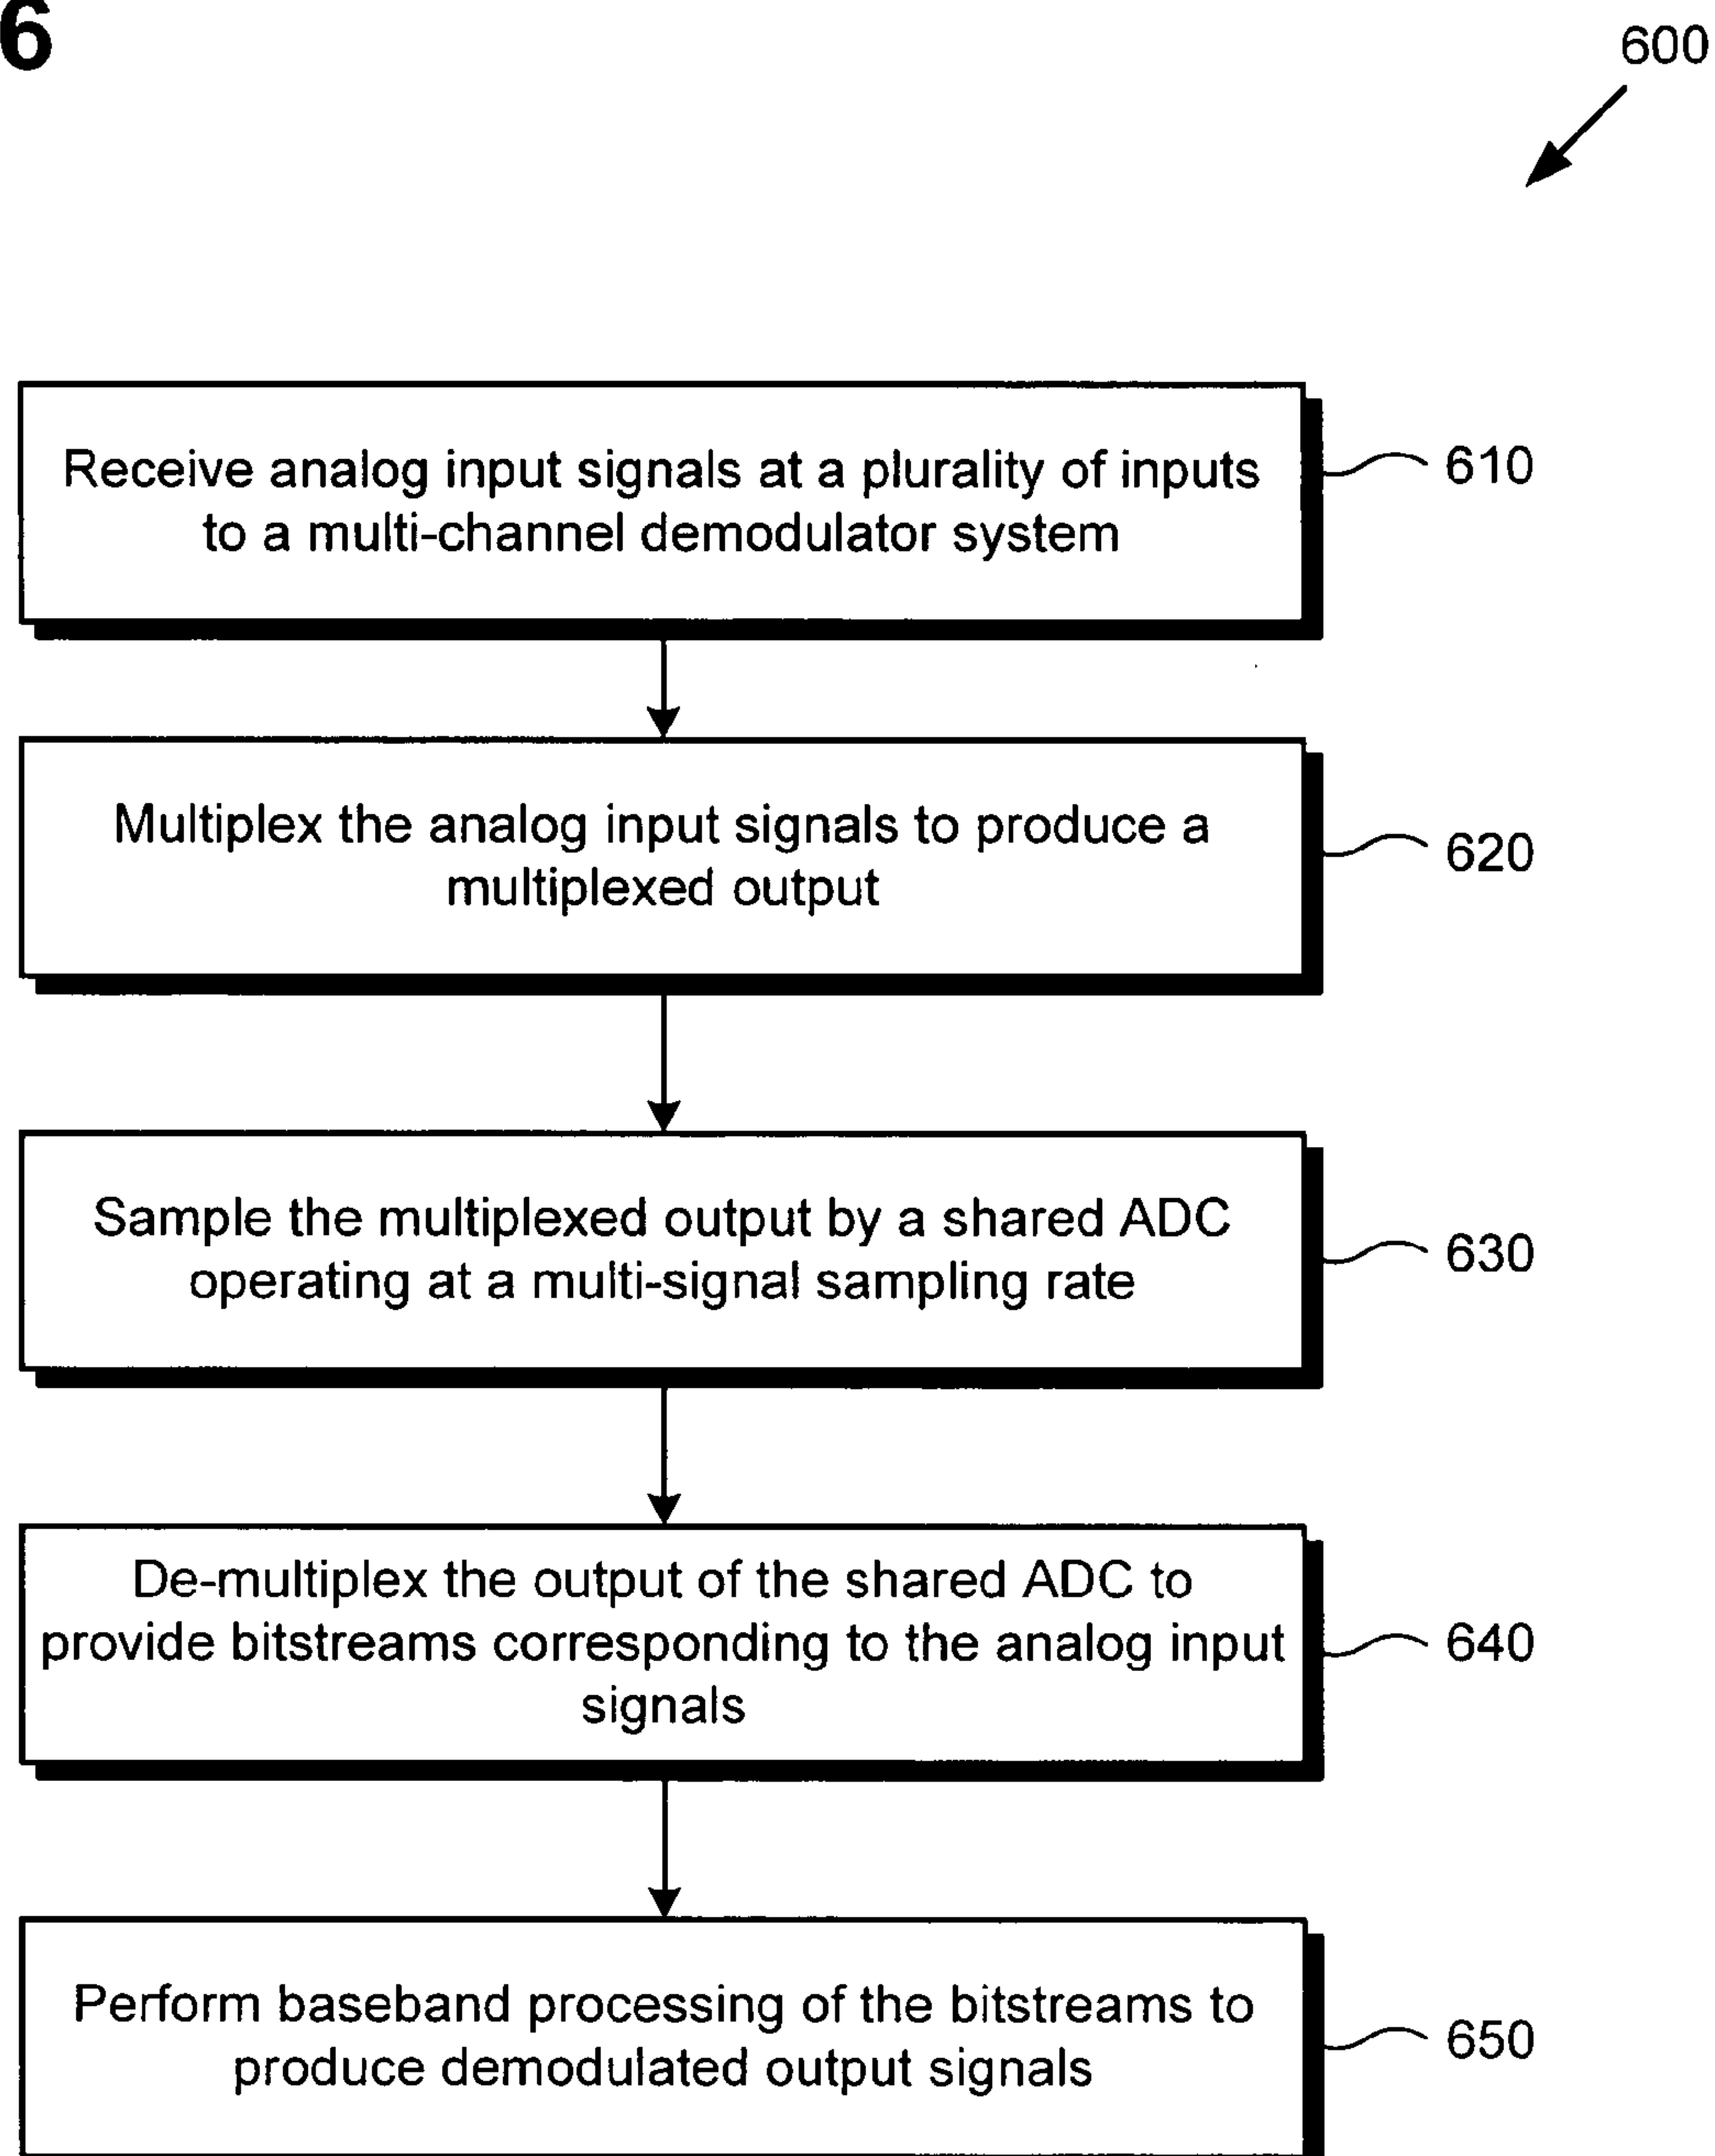 6
600
Receive analog input signals at a plurality of inputs
to a multi-channel demodulator system
610
Multiplex the analog input signals to produce a
multiplexed output
620
Sample the multiplexed output by a shared ADC
operating at a multi-signal sampling rate
630
De-multiplex the output of the shared ADC to
provide bitstreams corresponding to the analog input
signals
640
Perform baseband processing of the bitstreams to
produce demodulated output signals
650